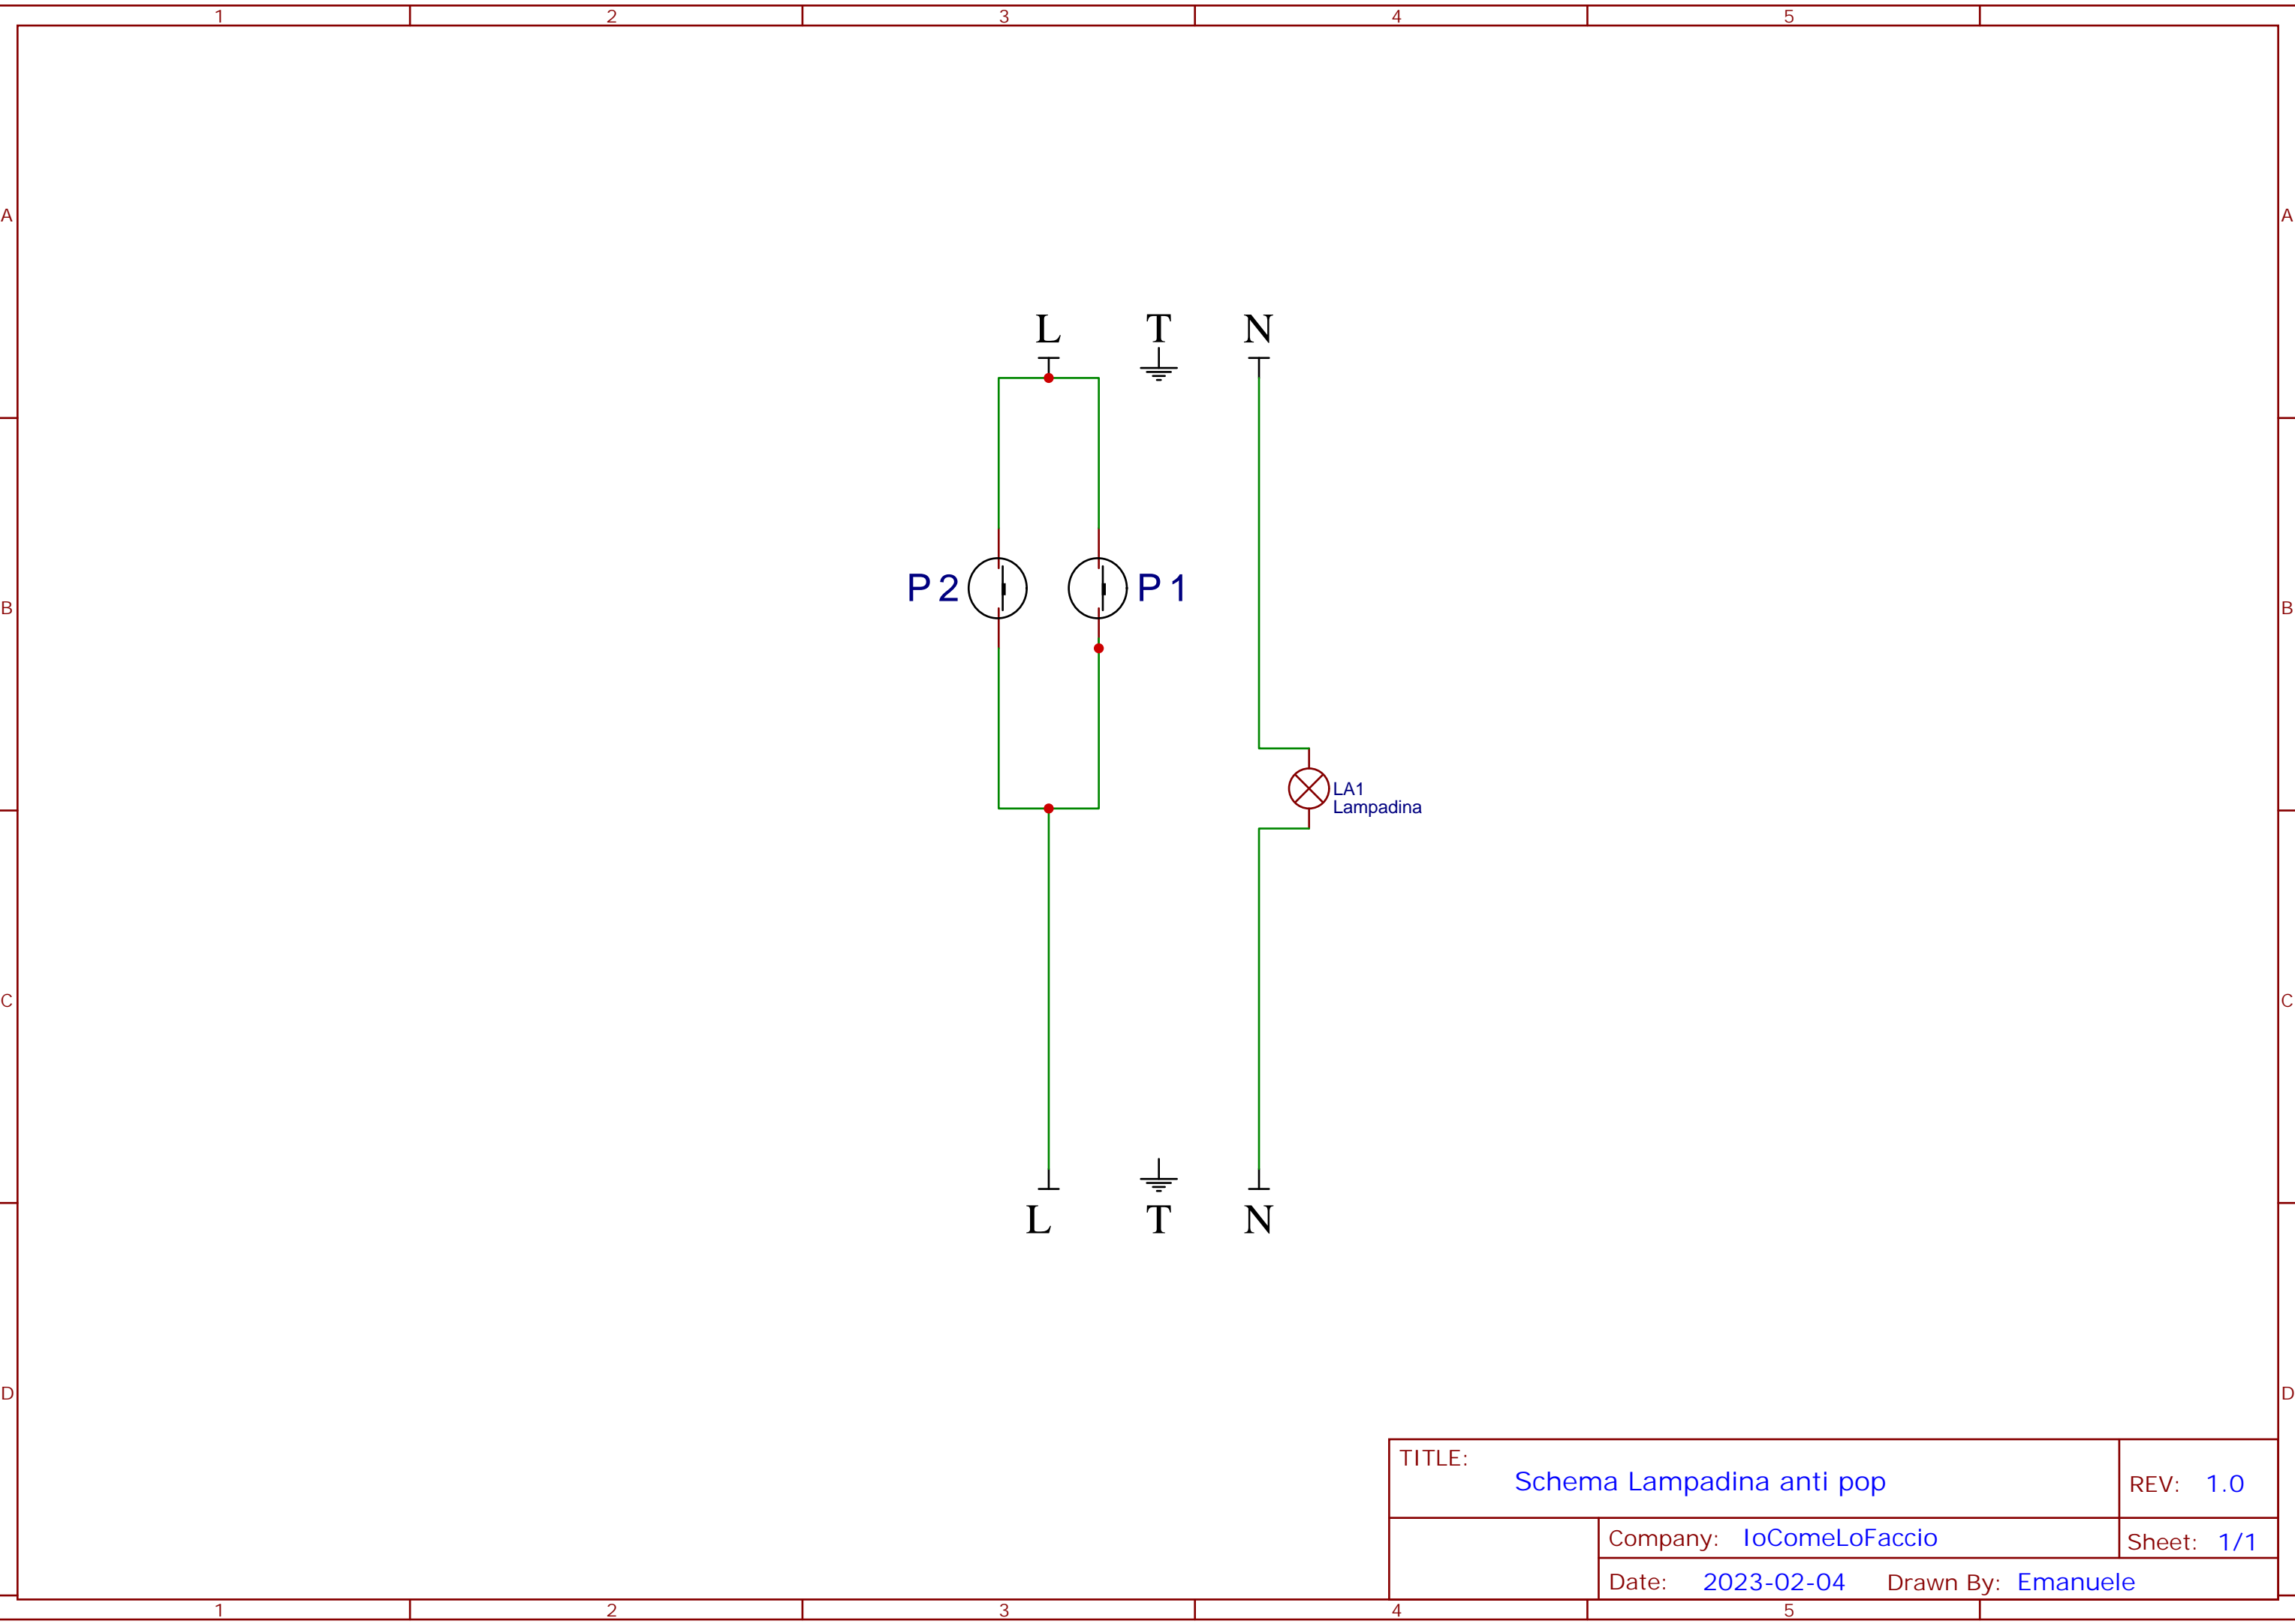 1 2 3 4 5
A A
L T N
P2 P1
B B
LA1
Lampadina
C C
L T N
D D
TITLE:
Schema Lampadina anti pop
REV: 1.0
Company: IoComeLoFaccio
Sheet: 1/1
Date: 2023-02-04 Drawn By: Emanuele
1 2 3 4 5